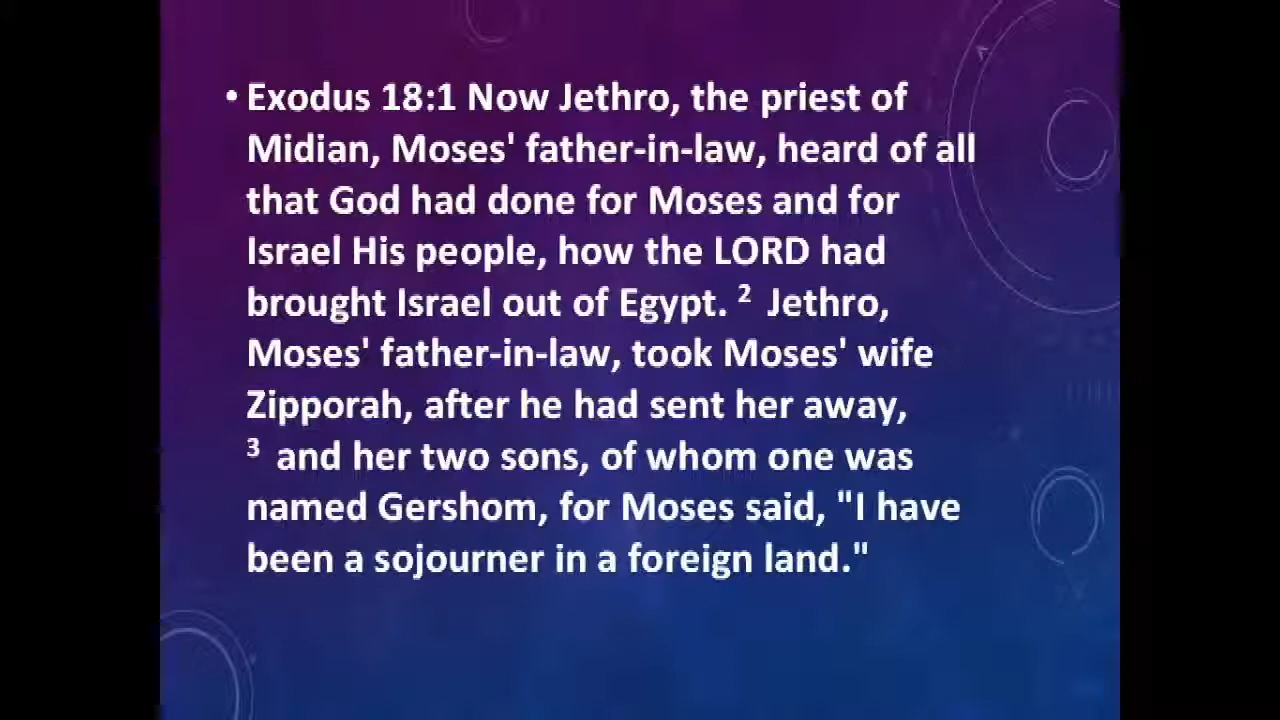 • Exodus 18:1 Now Jethro, the priest of
Midian, Moses' father-in-law, heard of all
that God had done for Moses and for
Israel His people, how the LORD had
brought Israel out of Egypt. ² Jethro,
Moses' father-in-law, took Moses' wife
Zipporah, after he had sent her away,
³ and her two sons, of whom one was
named Gershom, for Moses said, "I have
been a sojourner in a foreign land."